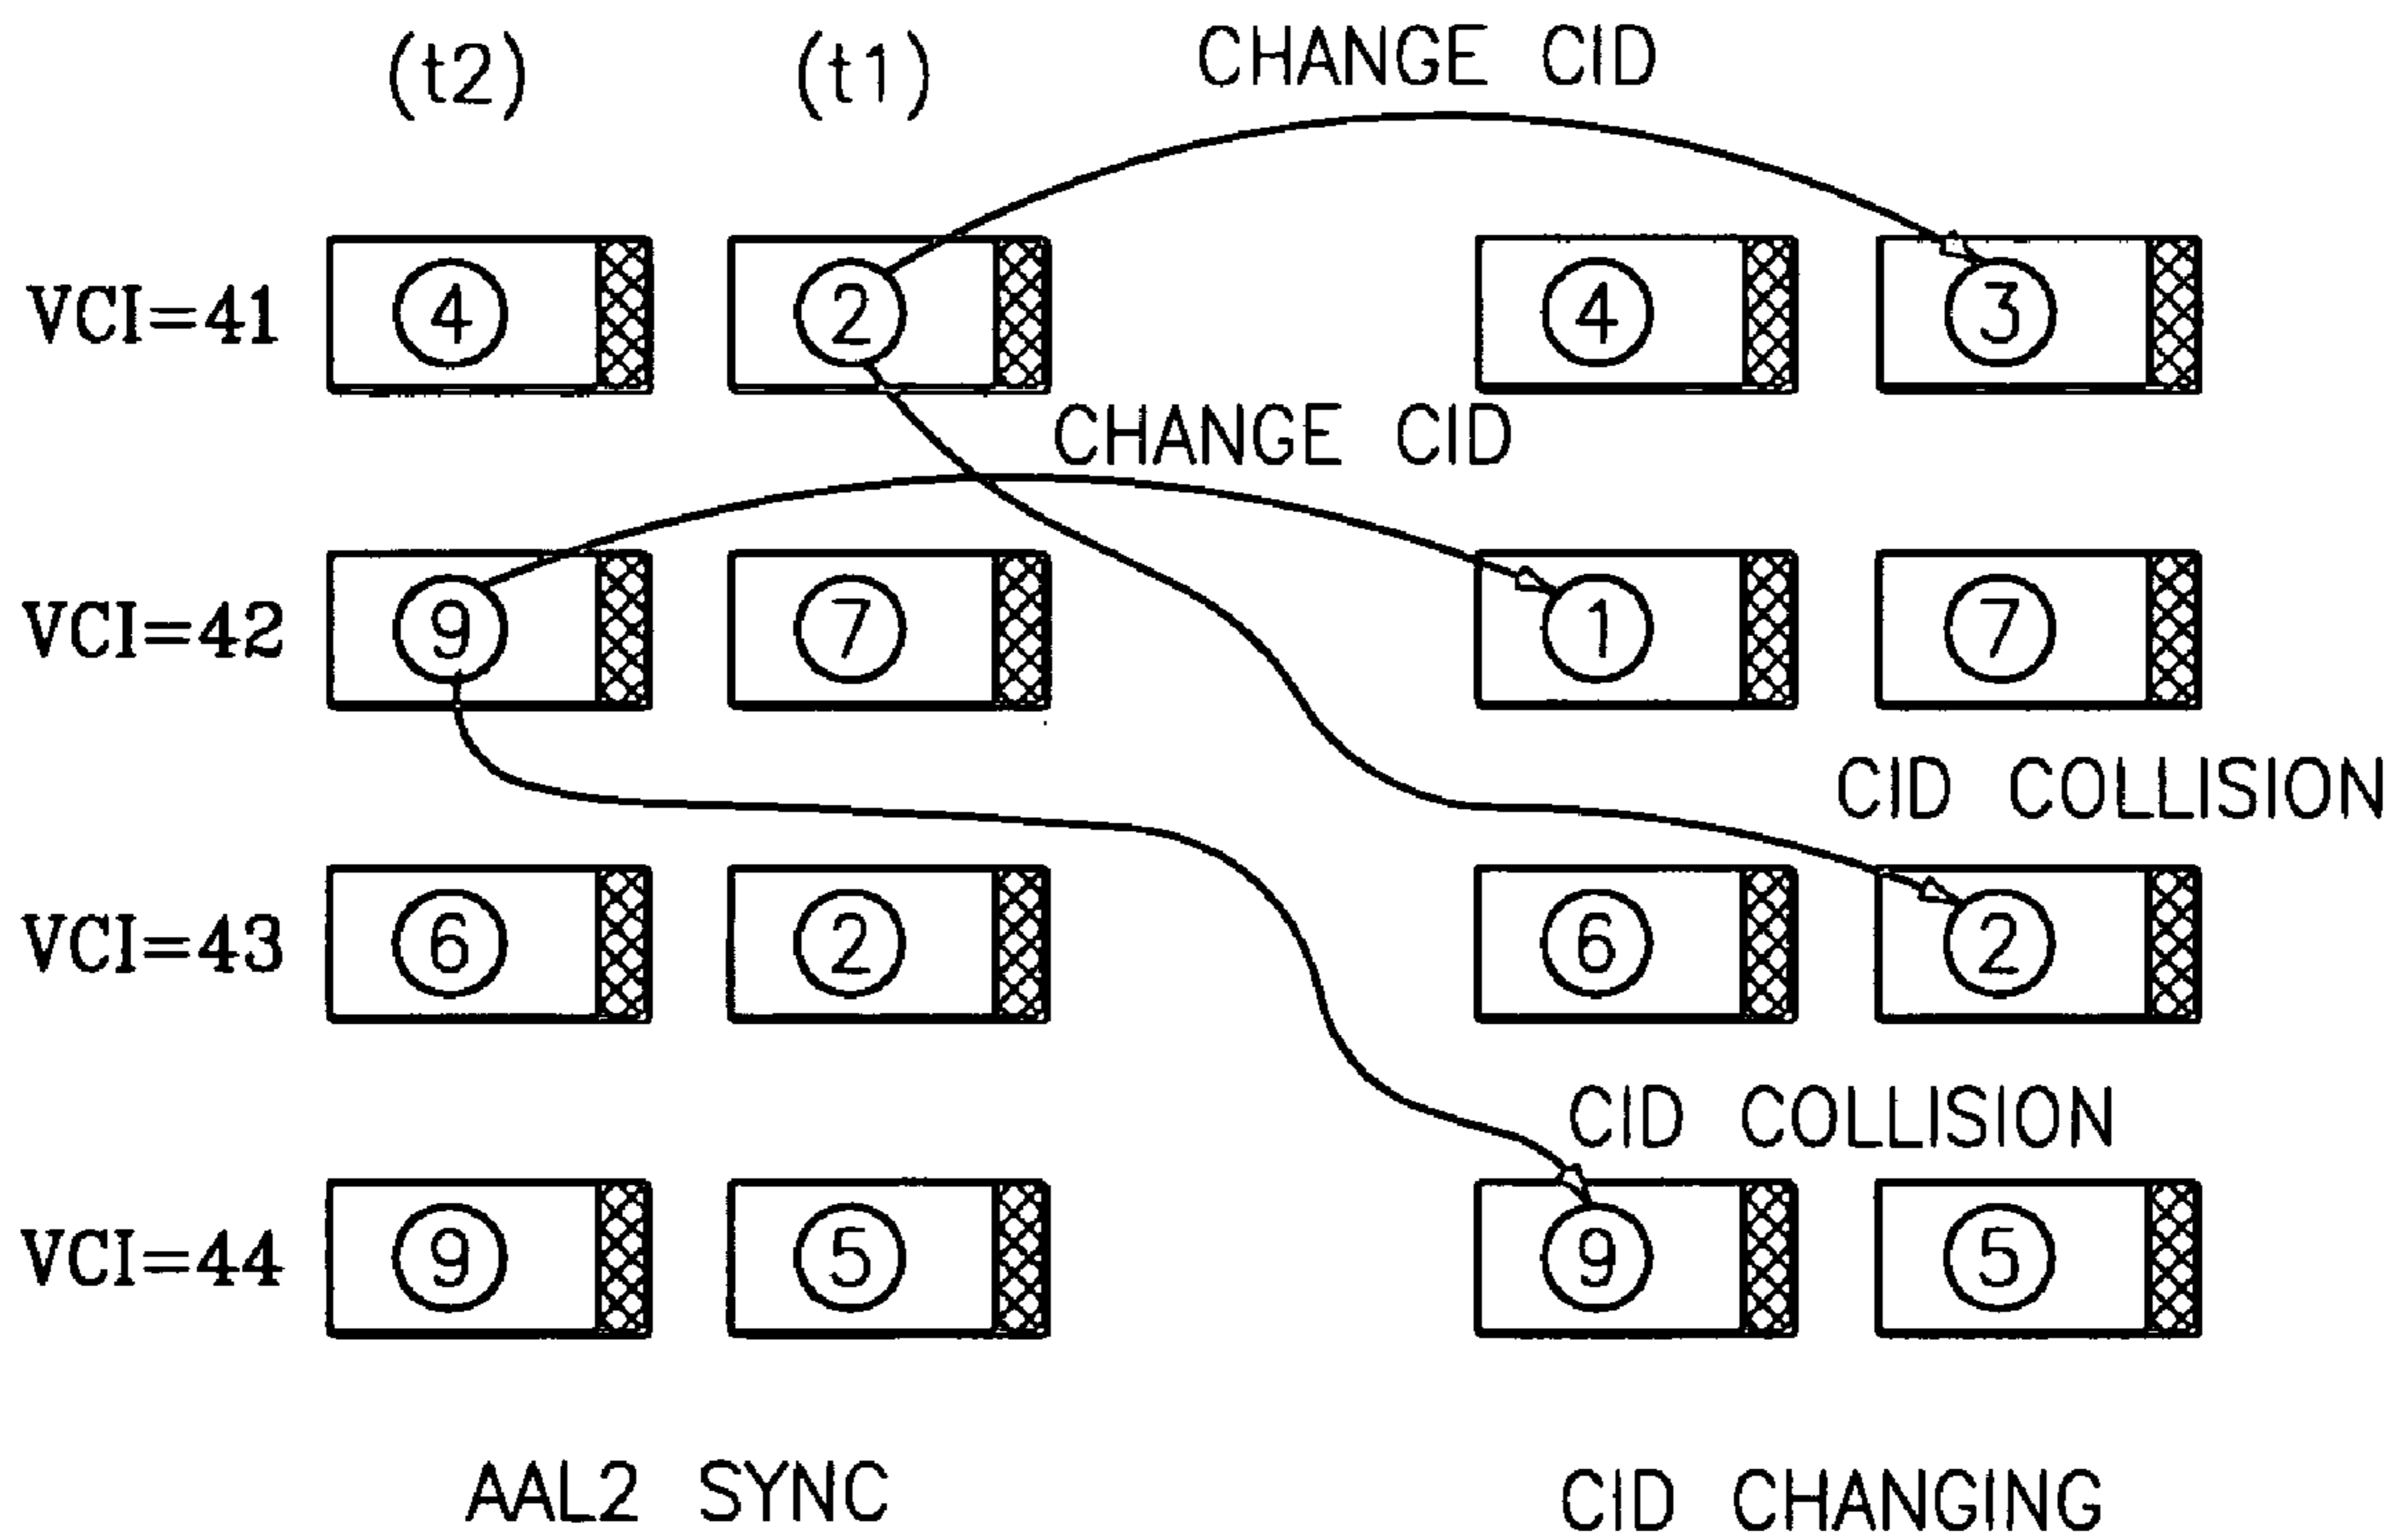 (t2) (t1) CHANGE CID
VCI=41 4 2 4 3
CHANGE CID
VCI=42 9 7 1 7
CID COLLISION
VCI=43 6 2 6 2
CID COLLISION
VCI=44 9 5 9 5
AAL2 SYNC CID CHANGING